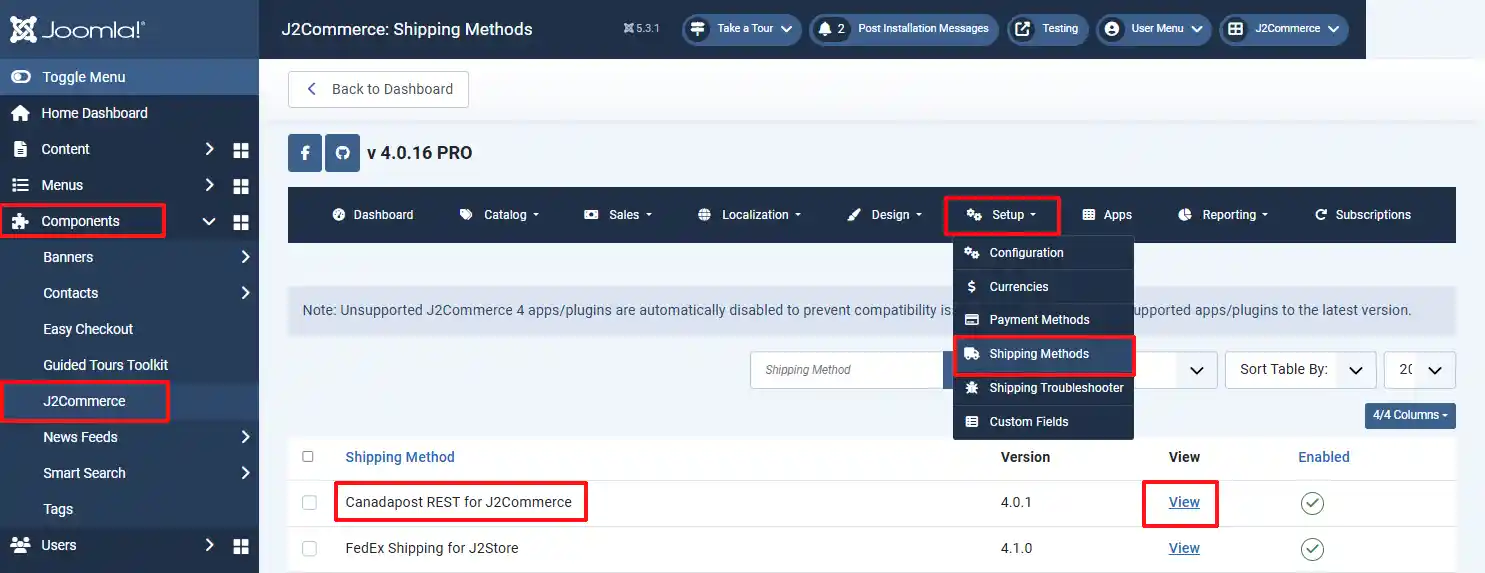 Joomla!®
J2Commerce: Shipping Methods
5.3.1
Take a Tour
2 Post Installation Messages
Testing
User Menu
J2Commerce
Toggle Menu
Home Dashboard
Content
Menus
Components
Banners
Contacts
Easy Checkout
Guided Tours Toolkit
J2Commerce
News Feeds
Smart Search
Tags
Users
Back to Dashboard
v 4.0.16 PRO
Dashboard
Catalog
Sales
Localization
Design
Setup
Apps
Reporting
Subscriptions
Configuration
Currencies
Payment Methods
Shipping Methods
Shipping Troubleshooter
Custom Fields
Note: Unsupported J2Commerce 4 apps/plugins are automatically disabled to prevent compatibility is
upported apps/plugins to the latest version.
Shipping Method
Sort Table By:
4/4 Columns
Shipping Method Version View Enabled
Canadapost REST for J2Commerce 4.0.1 View
FedEx Shipping for J2Store 4.1.0 View